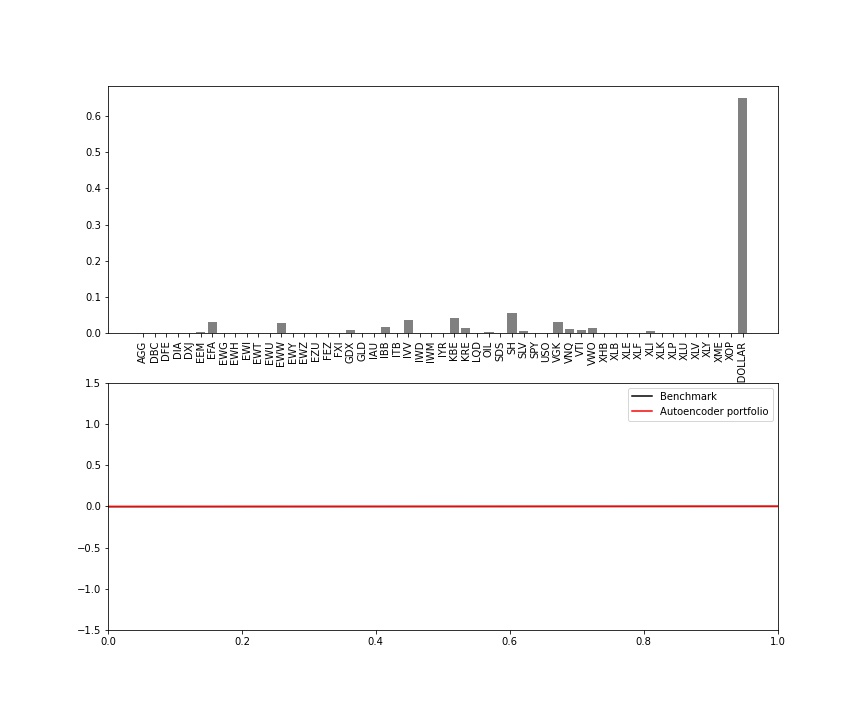 0.6
0.5
0.4
0.3
0.2
0.1
0.0
AGG
DBC
DFE
DIA
DXJ
EEM
EFA
EWG
EWH
EWI
EWT
EWU
EWW
EWY
EWZ
EZU
FEZ
FXI
GDX
GLD
IAU
IBB
ITB
IVV
IWD
IWM
IYR
KBE
KRE
LQD
OIL
SDS
SH
SLV
SPY
USO
VGK
VNQ
VTI
VWO
XHB
XLB
XLE
XLF
XLI
XLK
XLP
XLU
XLV
XLY
XME
XOP
DOLLAR
1.5
1.0
0.5
0.0
−0.5
−1.0
−1.5
Benchmark
Autoencoder portfolio
0.0 0.2 0.4 0.6 0.8 1.0